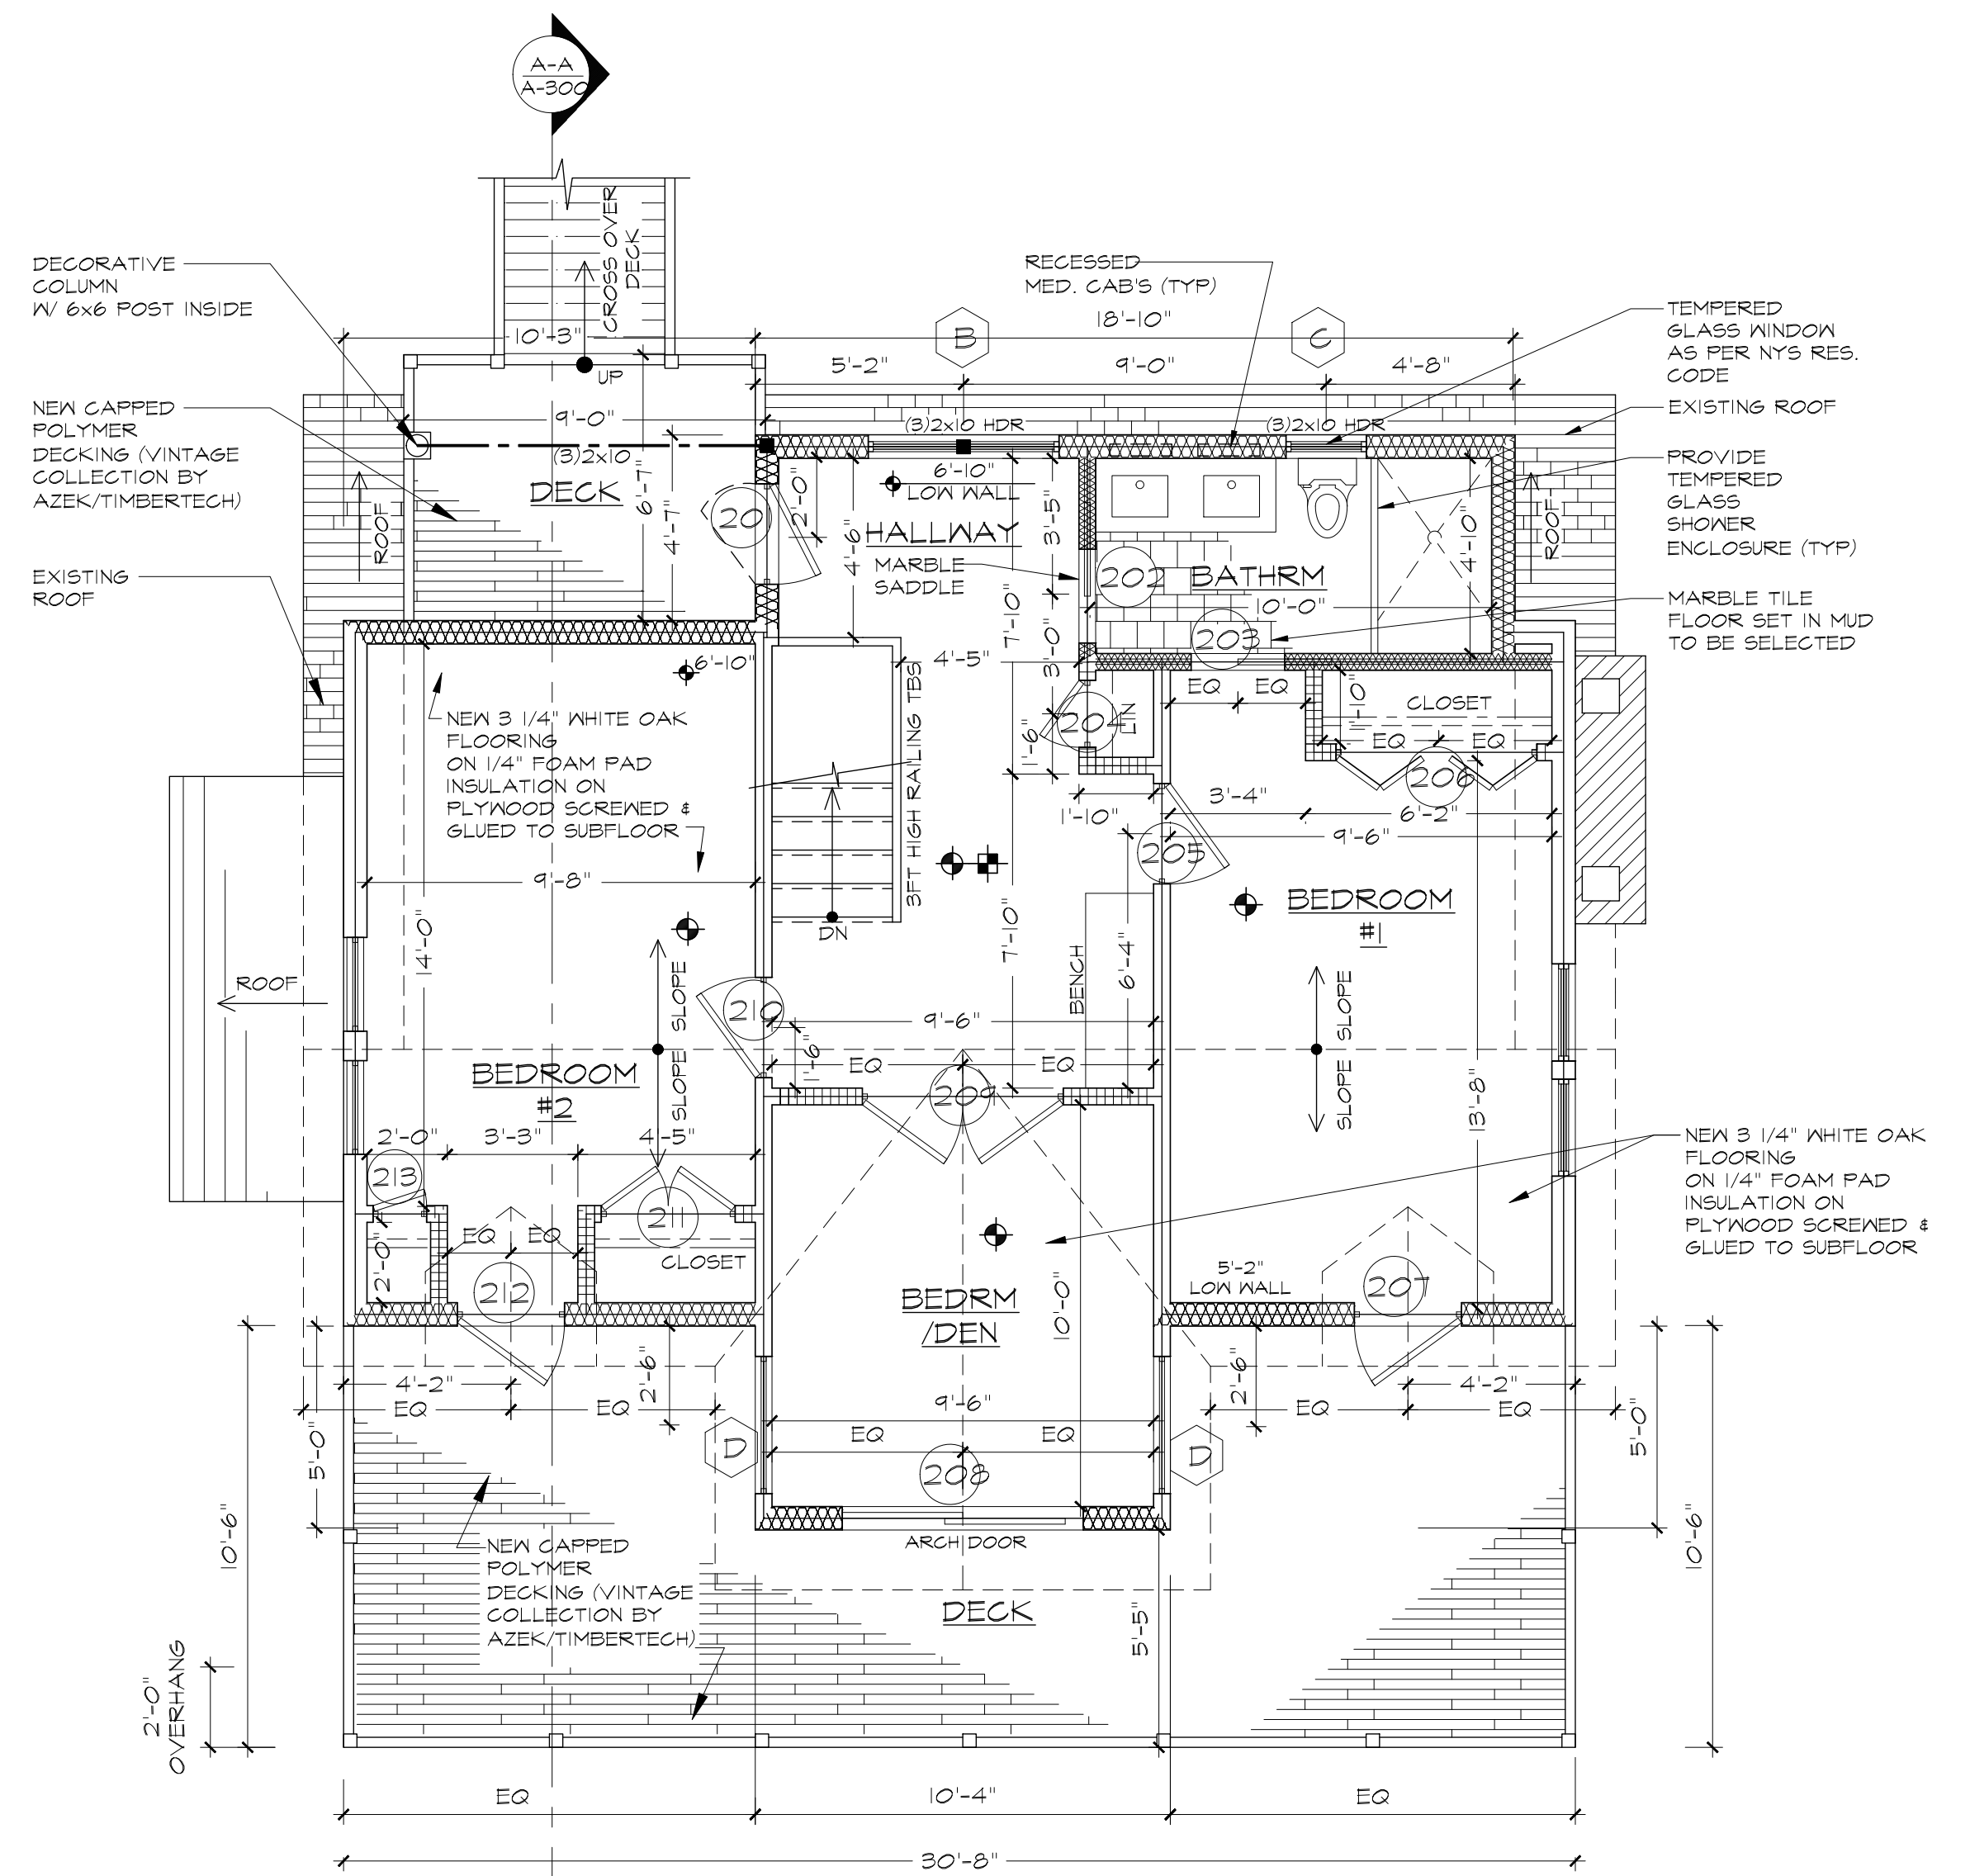 A-A
A-300
CROSS OVER
DECK
DECORATIVE
COLUMN
W/ 6x6 POST INSIDE
RECESSED
MED. CAB'S (TYP)
TEMPERED
GLASS WINDOW
AS PER NYS RES.
CODE
10'-3"
B
18'-10"
C
UP
5'-2"
9'-0"
4'-8"
NEW CAPPED
POLYMER
DECKING (VINTAGE
COLLECTION BY
AZEK/TIMBERTECH)
EXISTING ROOF
9'-0"
(3)2x10 HDR
(3)2x10 HDR
(3)2x10
DECK
6'-7"
4'-7"
20
2'-0"
6'-10"
LOW WALL
HALLWAY
4'-6"
MARBLE
SADDLE
3'-5"
PROVIDE
TEMPERED
GLASS
SHOWER
ENCLOSURE (TYP)
ROOF
ROOF
4'-10"
EXISTING
ROOF
202
BATHRM
10'-0"
203
MARBLE TILE
FLOOR SET IN MUD
TO BE SELECTED
7'-10"
3'-0"
6'-10"
4'-5"
3FT HIGH RAILING TBS
EQ
EQ
1'-0"
CLOSET
NEW 3 1/4" WHITE OAK
FLOORING
ON 1/4" FOAM PAD
INSULATION ON
PLYWOOD SCREWED &
GLUED TO SUBFLOOR
204
LIN
1'-6"
EQ
EQ
206
1'-10"
3'-4"
6'-2"
9'-6"
205
9'-8"
BEDROOM
#1
14'-0"
DN
7'-10"
BENCH
6'-4"
ROOF
SLOPE
SLOPE
SLOPE
SLOPE
210
9'-6"
1'-6"
EQ
EQ
209
BEDROOM
#2
13'-8"
2'-0"
3'-3"
4'-5"
213
NEW 3 1/4" WHITE OAK
FLOORING
ON 1/4" FOAM PAD
INSULATION ON
PLYWOOD SCREWED &
GLUED TO SUBFLOOR
211
EQ
EQ
2'-0"
CLOSET
212
BEDRM
/DEN
10'-0"
5'-2"
LOW WALL
207
4'-2"
EQ
EQ
2'-6"
9'-6"
EQ
EQ
2'-6"
4'-2"
EQ
EQ
D
D
208
5'-0"
5'-0"
10'-6"
10'-6"
ARCH DOOR
NEW CAPPED
POLYMER
DECKING (VINTAGE
COLLECTION BY
AZEK/TIMBERTECH)
DECK
5'-5"
2'-0"
OVERHANG
EQ
10'-4"
EQ
30'-8"